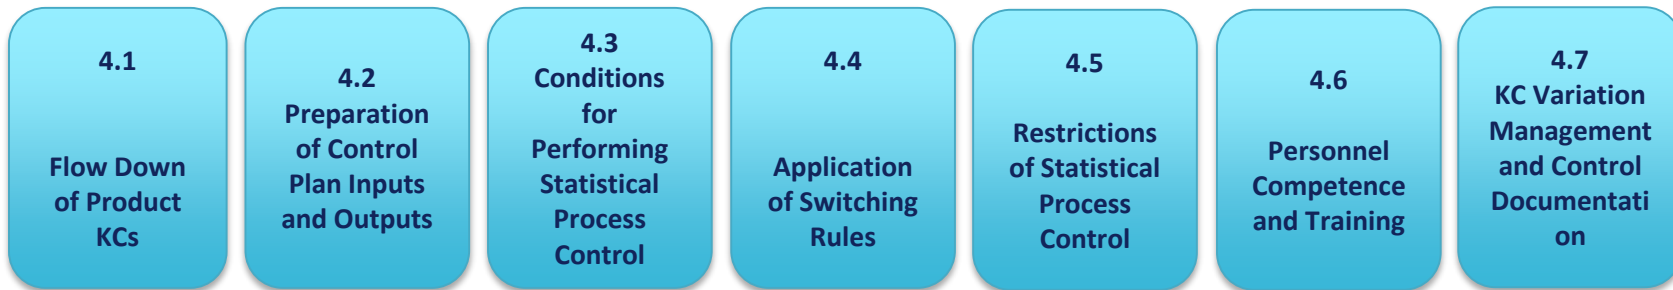 4.1
Flow Down
of Product
KCs
4.2
Preparation
of Control
Plan Inputs
and Outputs
4.3
Conditions
for
Performing
Statistical
Process
Control
4.4
Application
of Switching
Rules
4.5
Restrictions
of Statistical
Process
Control
4.6
Personnel
Competence
and Training
4.7
KC Variation
Management
and Control
Documentati
on